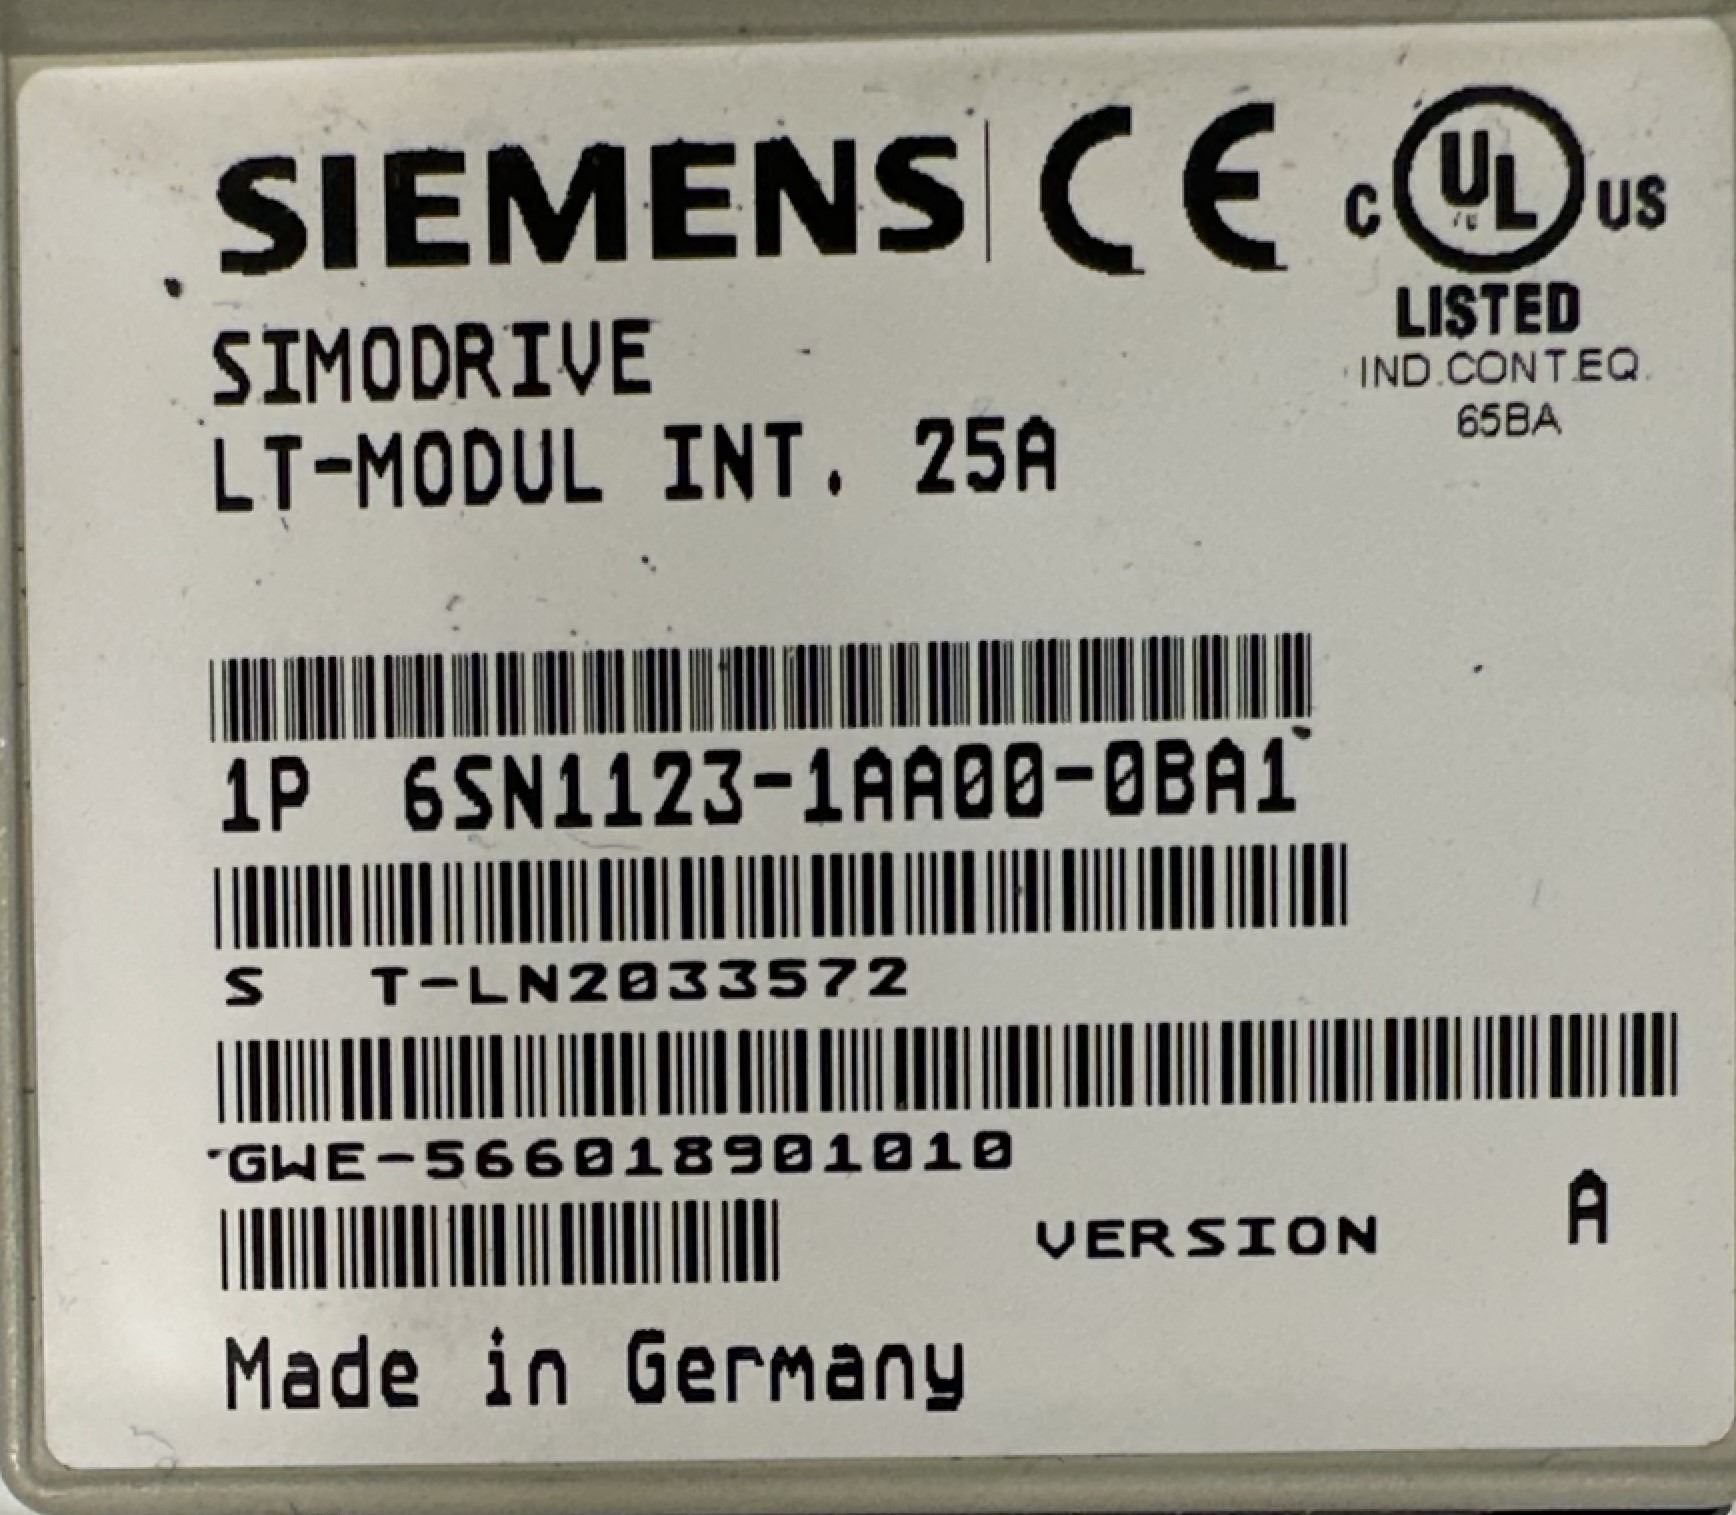 SIEMENS CE C UL US
LISTED
IND.CONT.EQ.
65BA
SIMODRIVE
LT-MODUL INT. 25A
1P 6SN1123-1AA00-0BA1
S T-LN2033572
GWE-566018901010
VERSION A
Made in Germany